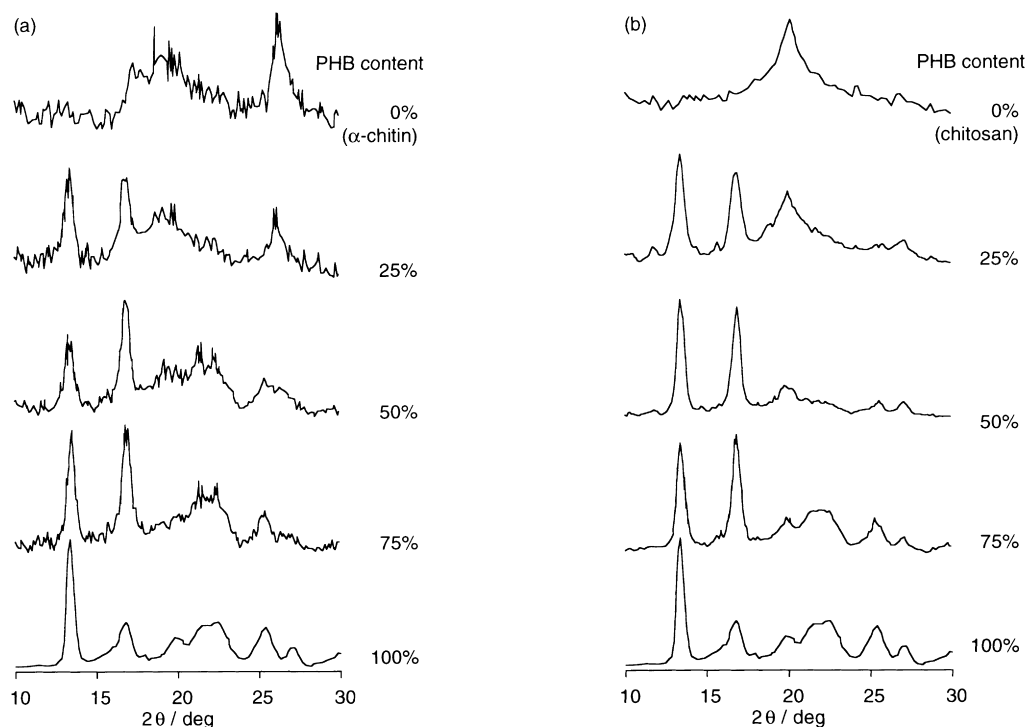 (a)
PHB content
0%
(α-chitin)
25%
50%
75%
100%
10 15 20 25 30
2θ / deg
(b)
PHB content
0%
(chitosan)
25%
50%
75%
100%
10 15 20 25 30
2θ / deg